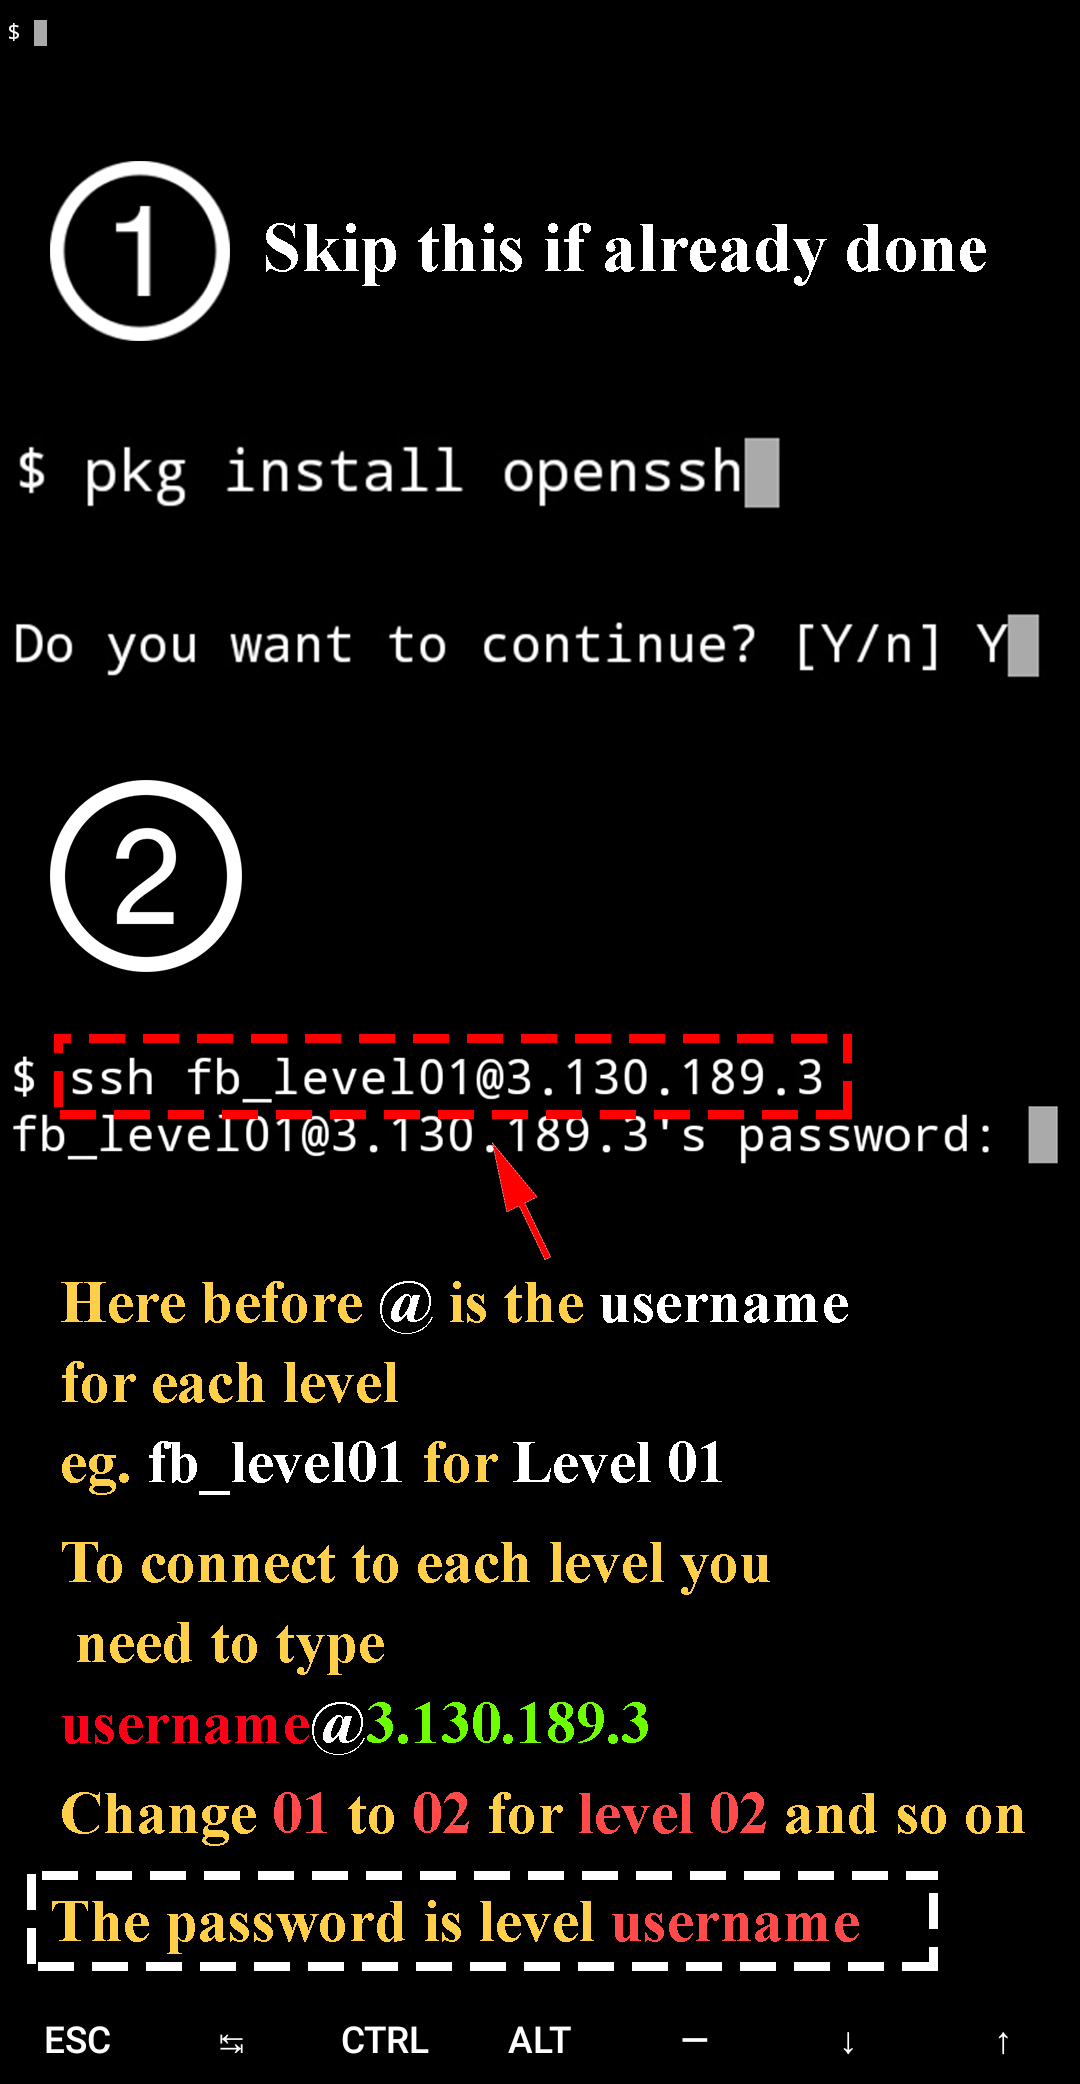 $
1
Skip this if already done
$ pkg install openssh
Do you want to continue? [Y/n] Y
2
$ ssh fb_level01@3.130.189.3
fb_level01@3.130.189.3's password:
Here before @ is the username
for each level
eg. fb_level01 for Level 01
To connect to each level you
need to type
username@3.130.189.3
Change 01 to 02 for level 02 and so on
The password is level username
ESC ↹ CTRL ALT — ↓ ↑